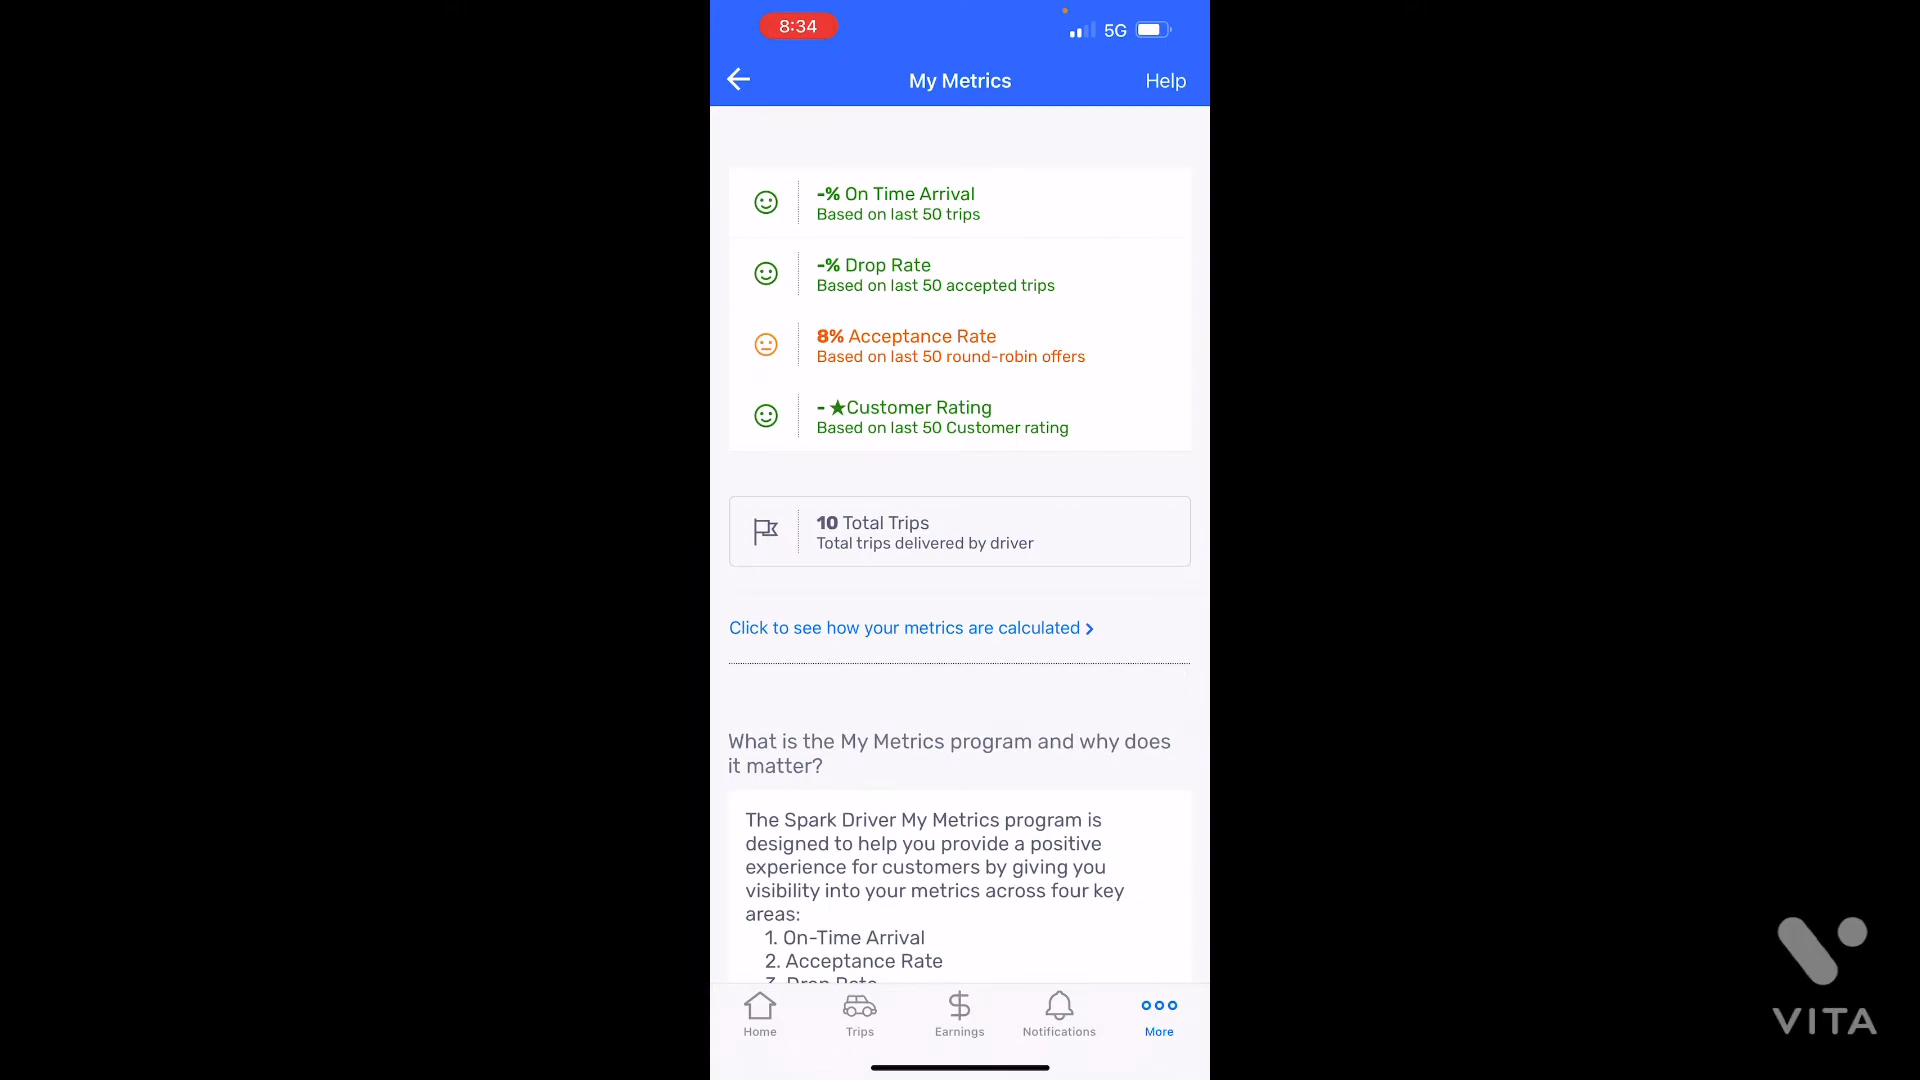 8:34
5G
My Metrics
Help
-% On Time Arrival
Based on last 50 trips
-% Drop Rate
Based on last 50 accepted trips
8% Acceptance Rate
Based on last 50 round-robin offers
- ★Customer Rating
Based on last 50 Customer rating
10 Total Trips
Total trips delivered by driver
Click to see how your metrics are calculated >
What is the My Metrics program and why does
it matter?
The Spark Driver My Metrics program is
designed to help you provide a positive
experience for customers by giving you
visibility into your metrics across four key
areas:
1. On-Time Arrival
2. Acceptance Rate
3. Drop Rate
Home
Trips
Earnings
Notifications
More
VITA